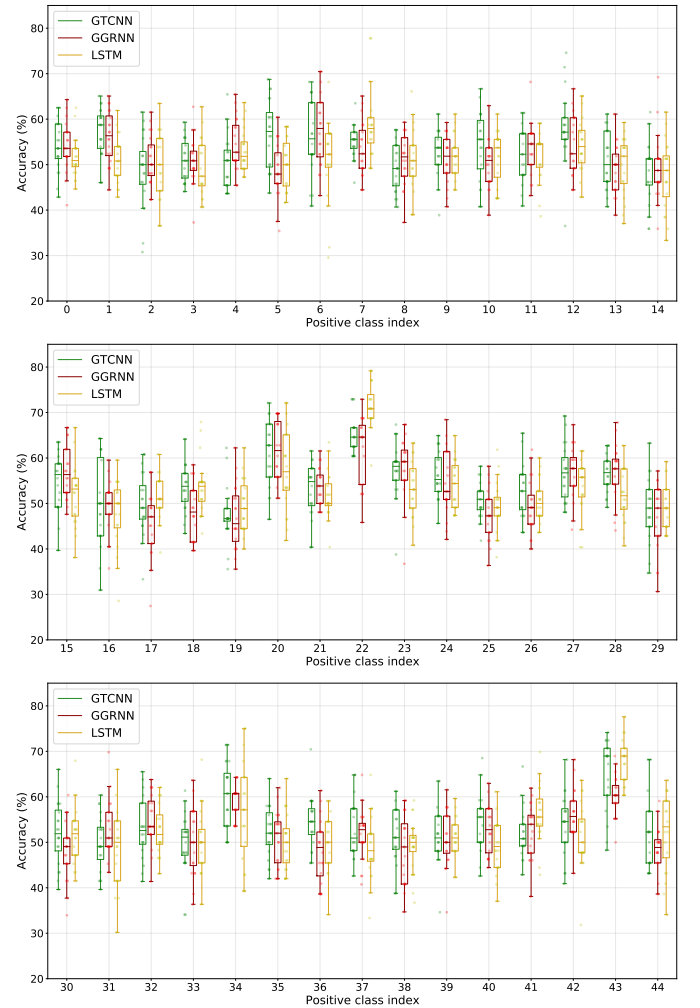 80
70
60
50
40
30
20
Accuracy (%)
GTCNN
GGRNN
LSTM
0 1 2 3 4 5 6 7 8 9 10 11 12 13 14
Positive class index
80
70
60
50
40
30
20
Accuracy (%)
GTCNN
GGRNN
LSTM
15 16 17 18 19 20 21 22 23 24 25 26 27 28 29
Positive class index
80
70
60
50
40
30
20
Accuracy (%)
GTCNN
GGRNN
LSTM
30 31 32 33 34 35 36 37 38 39 40 41 42 43 44
Positive class index